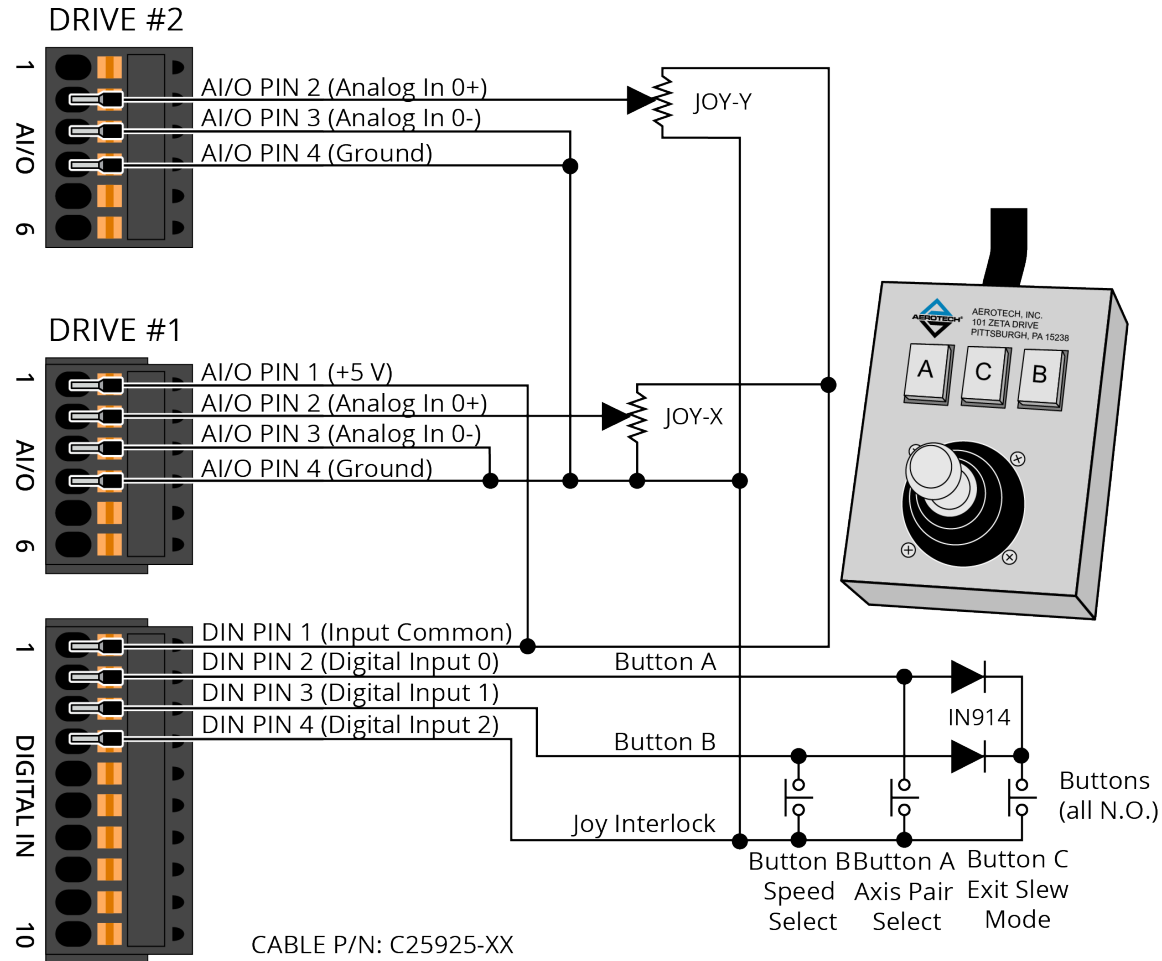 DRIVE #2
1
AI/O
6
AI/O PIN 2 (Analog In 0+)
AI/O PIN 3 (Analog In 0-)
AI/O PIN 4 (Ground)
JOY-Y
DRIVE #1
1
AI/O
6
AI/O PIN 1 (+5 V)
AI/O PIN 2 (Analog In 0+)
AI/O PIN 3 (Analog In 0-)
AI/O PIN 4 (Ground)
JOY-X
AEROTECH
AEROTECH, INC.
101 ZETA DRIVE
PITTSBURGH, PA 15238
A
C
B
1
DIGITAL IN
10
DIN PIN 1 (Input Common)
DIN PIN 2 (Digital Input 0)
DIN PIN 3 (Digital Input 1)
DIN PIN 4 (Digital Input 2)
Button A
Button B
Joy Interlock
IN914
Buttons
(all N.O.)
Button B
Speed
Select
Button A
Axis Pair
Select
Button C
Exit Slew
Mode
CABLE P/N: C25925-XX